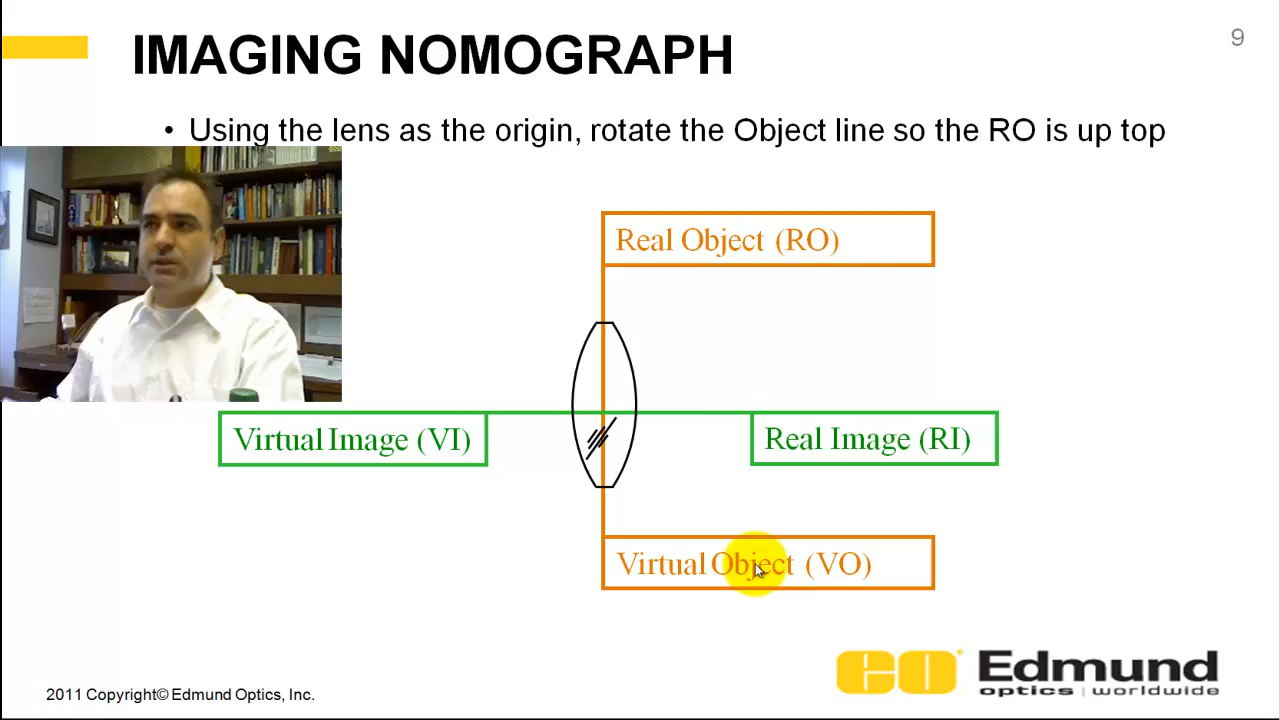 IMAGING NOMOGRAPH
9
• Using the lens as the origin, rotate the Object line so the RO is up top
Real Object (RO)
Virtual Image (VI)
Real Image (RI)
Virtual Object (VO)
2011 Copyright© Edmund Optics, Inc.
EO Edmund
optics | worldwide